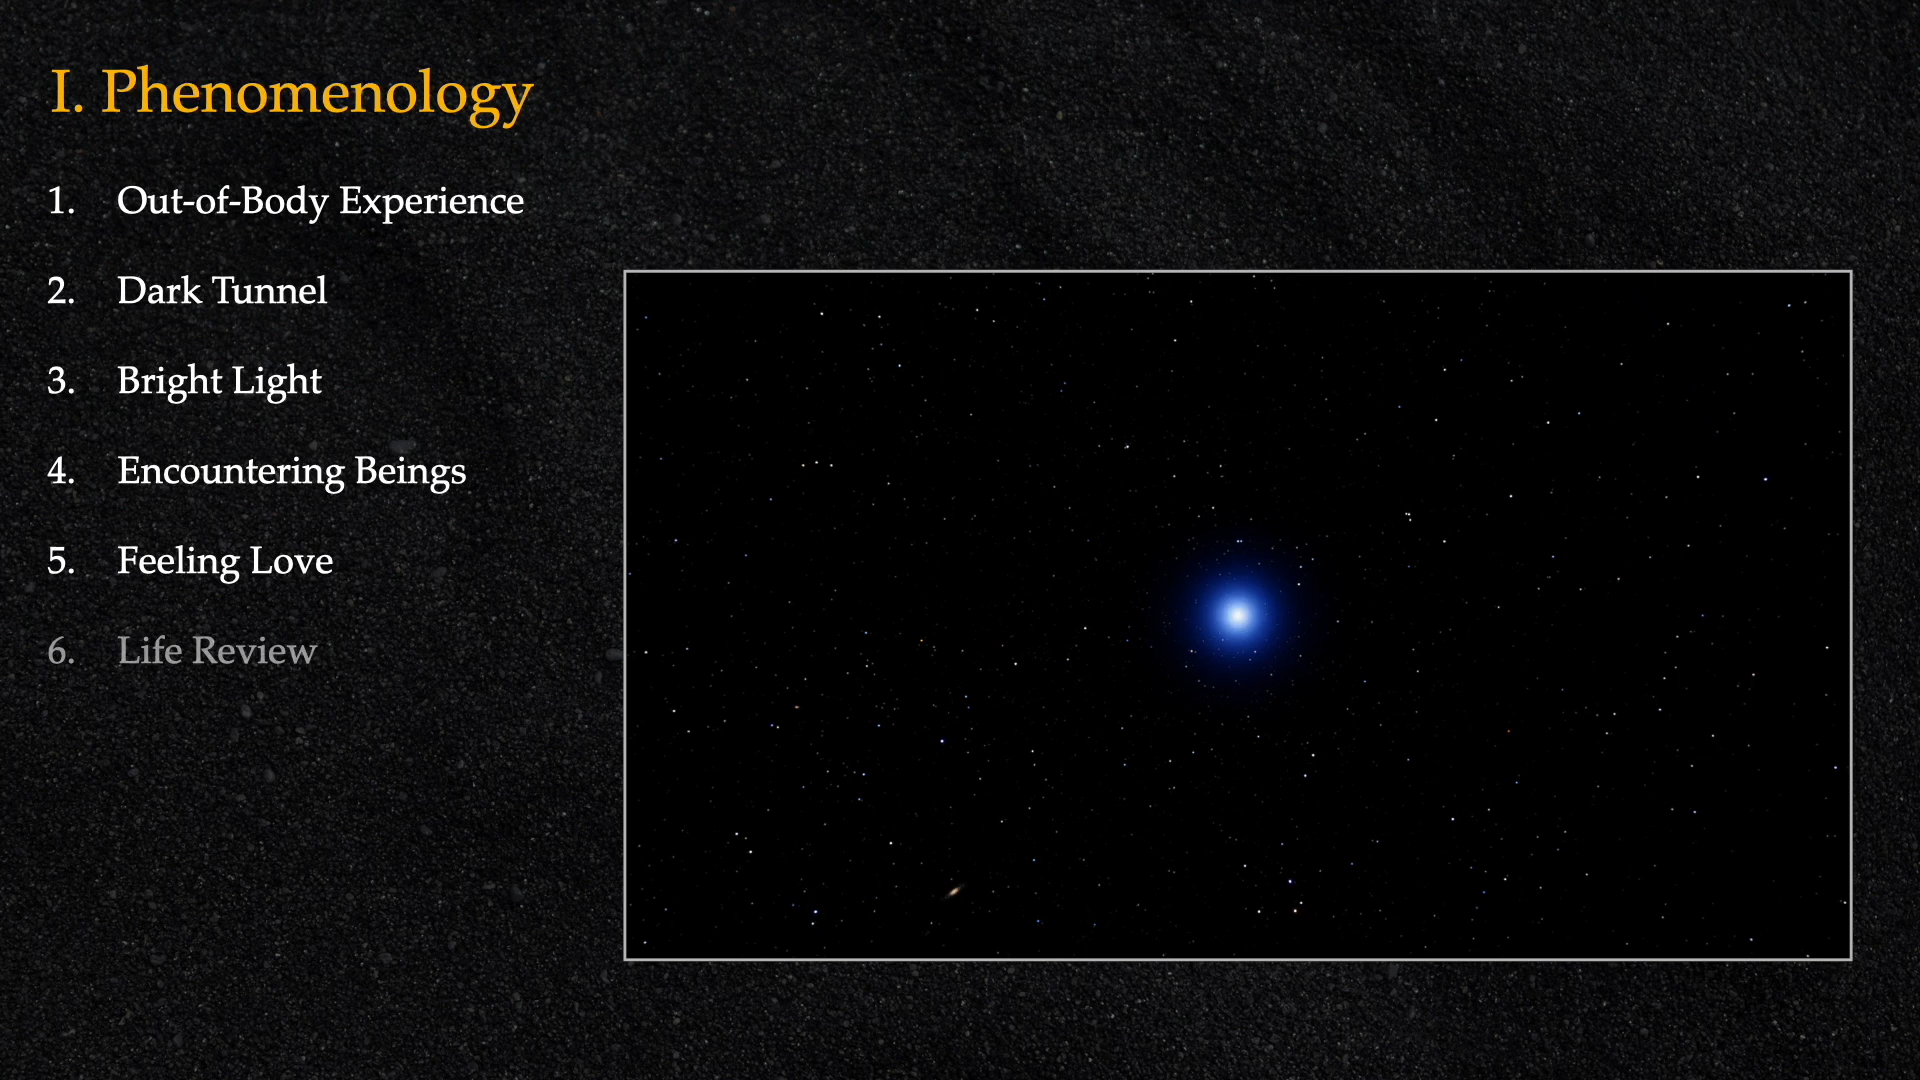 I. Phenomenology
1. Out-of-Body Experience
2. Dark Tunnel
3. Bright Light
4. Encountering Beings
5. Feeling Love
6. Life Review